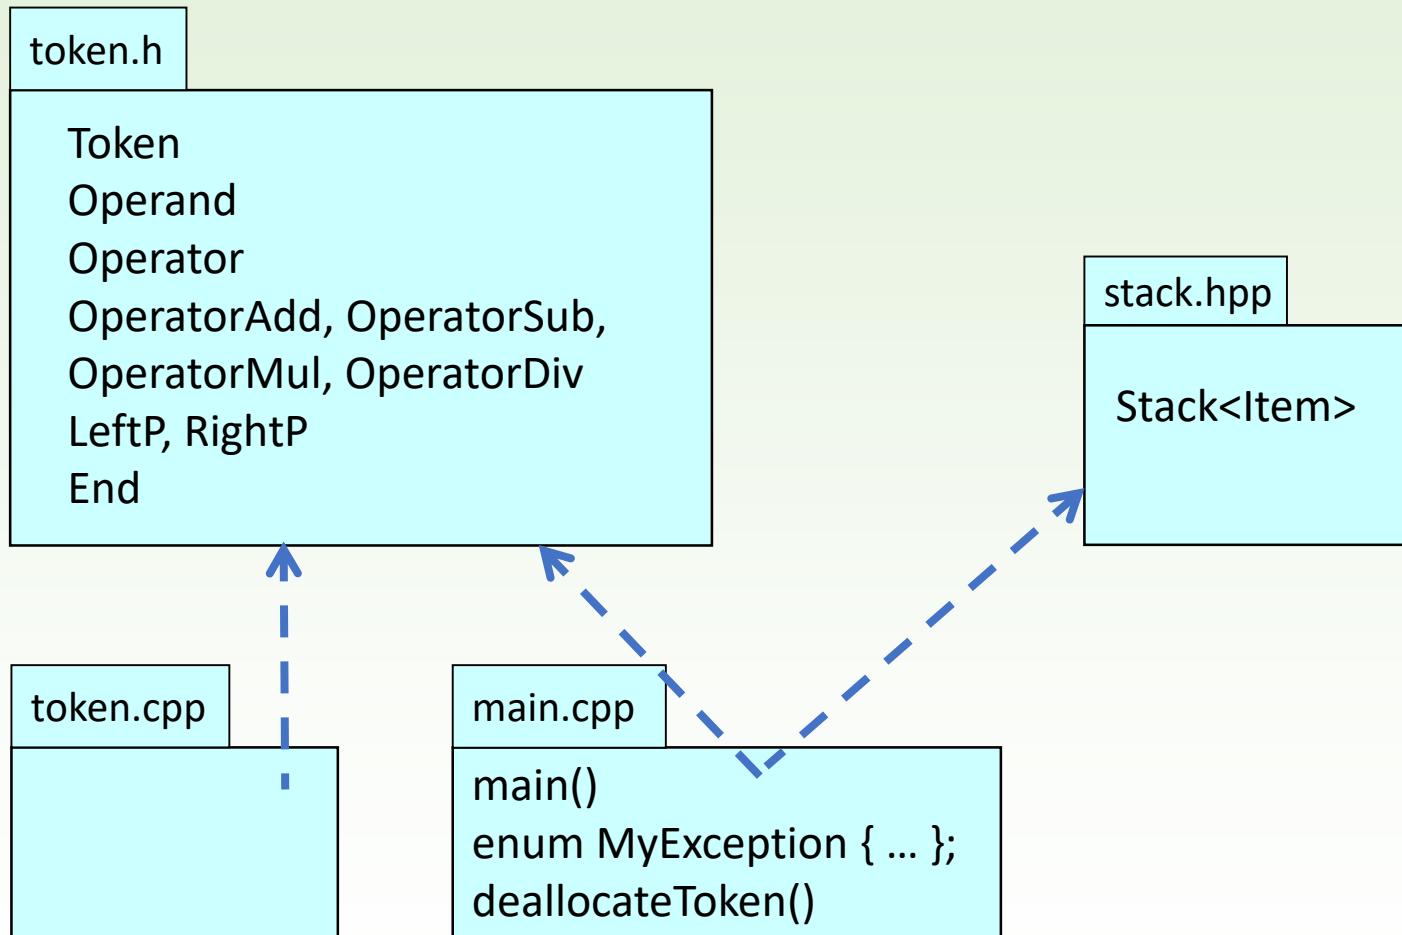 token.h
Token
Operand
Operator
OperatorAdd, OperatorSub,
OperatorMul, OperatorDiv
LeftP, RightP
End
stack.hpp
Stack<Item>
token.cpp
main.cpp
main()
enum MyException { … };
deallocateToken()